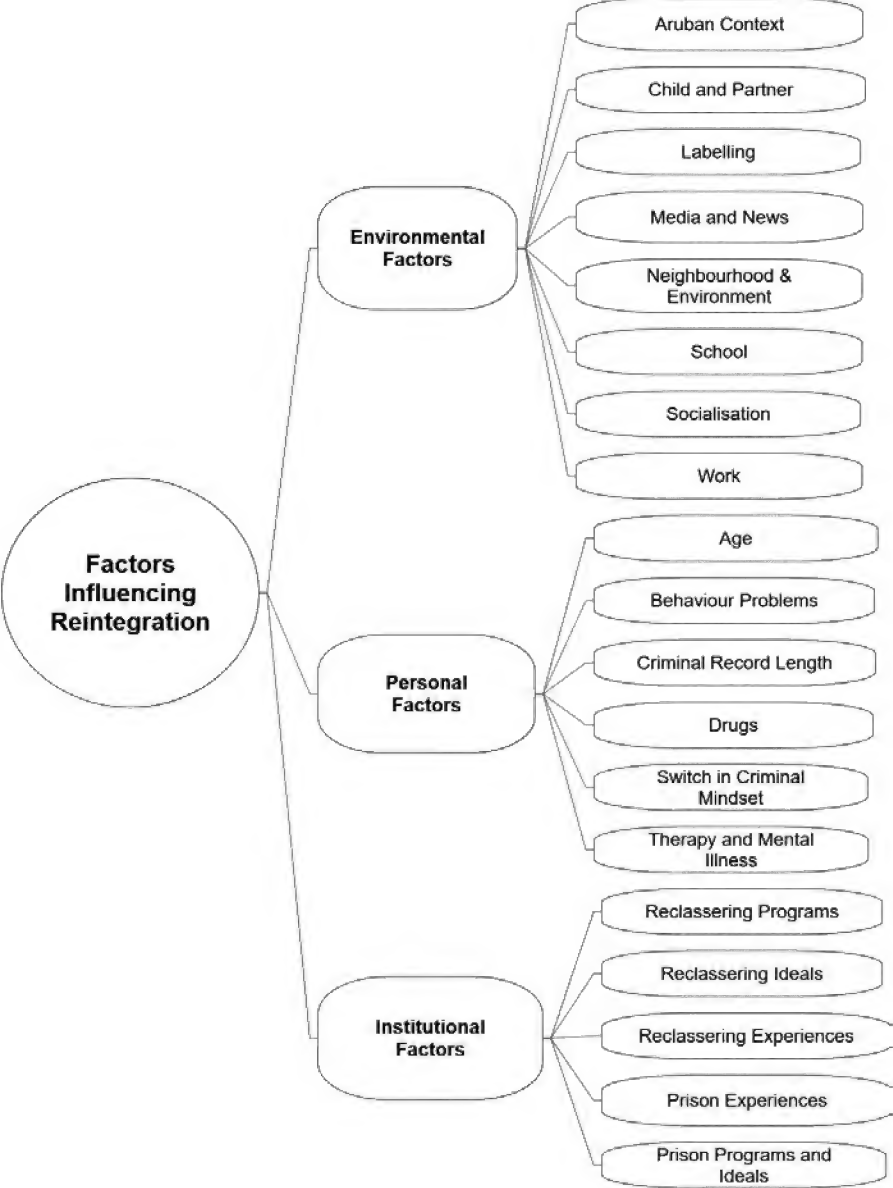 Aruban Context
Child and Partner
Labelling
Media and News
Environmental
Factors
Neighbourhood &
Environment
School
Socialisation
Work
Factors
Influencing
Reintegration
Age
Behaviour Problems
Criminal Record Length
Personal
Factors
Drugs
Switch in Criminal
Mindset
Therapy and Mental
Illness
Reclassering Programs
Reclassering Ideals
Institutional
Factors
Reclassering Experiences
Prison Experiences
Prison Programs and
Ideals